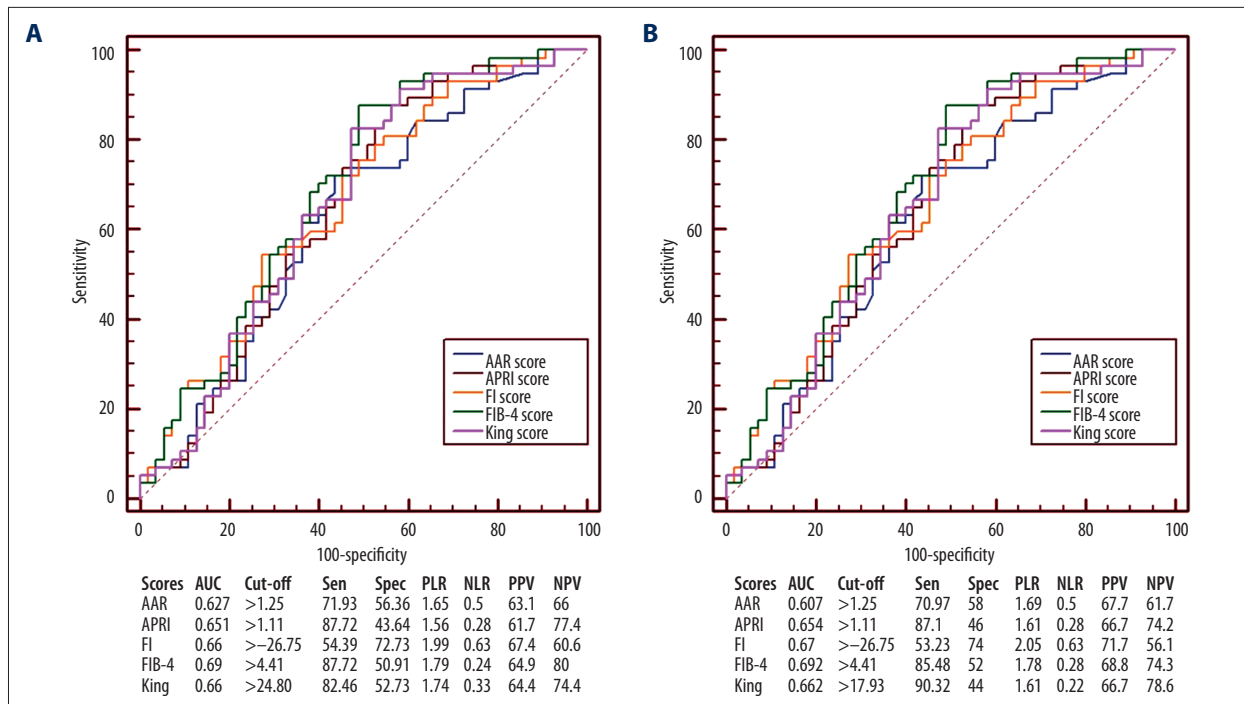 A
100
80
60
40
20
0
Sensitivity
0 20 40 60 80 100
100-specificity
AAR score
APRI score
FI score
FIB-4 score
King score
Scores AUC Cut-off Sen Spec PLR NLR PPV NPV
AAR 0.627 >1.25 71.93 56.36 1.65 0.5 63.1 66
APRI 0.651 >1.11 87.72 43.64 1.56 0.28 61.7 77.4
FI 0.66 >−26.75 54.39 72.73 1.99 0.63 67.4 60.6
FIB-4 0.69 >4.41 87.72 50.91 1.79 0.24 64.9 80
King 0.66 >24.80 82.46 52.73 1.74 0.33 64.4 74.4
B
100
80
60
40
20
0
Sensitivity
0 20 40 60 80 100
100-specificity
AAR score
APRI score
FI score
FIB-4 score
King score
Scores AUC Cut-off Sen Spec PLR NLR PPV NPV
AAR 0.607 >1.25 70.97 58 1.69 0.5 67.7 61.7
APRI 0.654 >1.11 87.1 46 1.61 0.28 66.7 74.2
FI 0.67 >−26.75 53.23 74 2.05 0.63 71.7 56.1
FIB-4 0.692 >4.41 85.48 52 1.78 0.28 68.8 74.3
King 0.662 >17.93 90.32 44 1.61 0.22 66.7 78.6